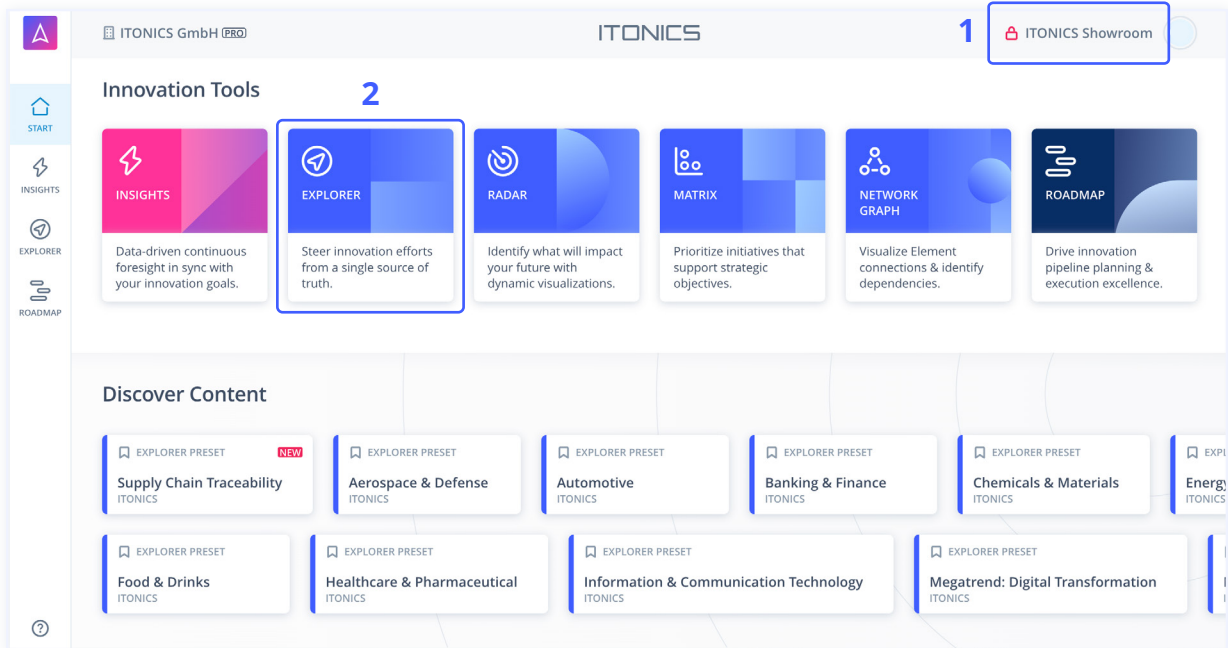 ITONICS GmbH PRO
ITONICS
1
ITONICS Showroom
START
INSIGHTS
EXPLORER
ROADMAP
Innovation Tools
2
INSIGHTS
Data-driven continuous
foresight in sync with
your innovation goals.
EXPLORER
Steer innovation efforts
from a single source of
truth.
RADAR
Identify what will impact
your future with
dynamic visualizations.
MATRIX
Prioritize initiatives that
support strategic
objectives.
NETWORK
GRAPH
Visualize Element
connections & identify
dependencies.
ROADMAP
Drive innovation
pipeline planning &
execution excellence.
Discover Content
EXPLORER PRESET NEW
Supply Chain Traceability
ITONICS
EXPLORER PRESET
Aerospace & Defense
ITONICS
EXPLORER PRESET
Automotive
ITONICS
EXPLORER PRESET
Banking & Finance
ITONICS
EXPLORER PRESET
Chemicals & Materials
ITONICS
EXPL
Energy
ITONICS
EXPLORER PRESET
Food & Drinks
ITONICS
EXPLORER PRESET
Healthcare & Pharmaceutical
ITONICS
EXPLORER PRESET
Information & Communication Technology
ITONICS
EXPLORER PRESET
Megatrend: Digital Transformation
ITONICS
?